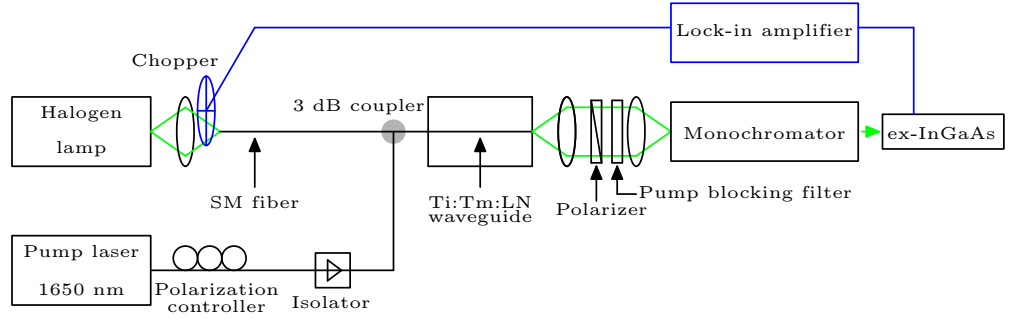 Lock-in amplifier
Chopper
3 dB coupler
Halogen
lamp
Monochromator
ex-InGaAs
SM fiber
Ti:Tm:LN
waveguide
Polarizer
Pump blocking filter
Pump laser
1650 nm
Polarization
controller
Isolator